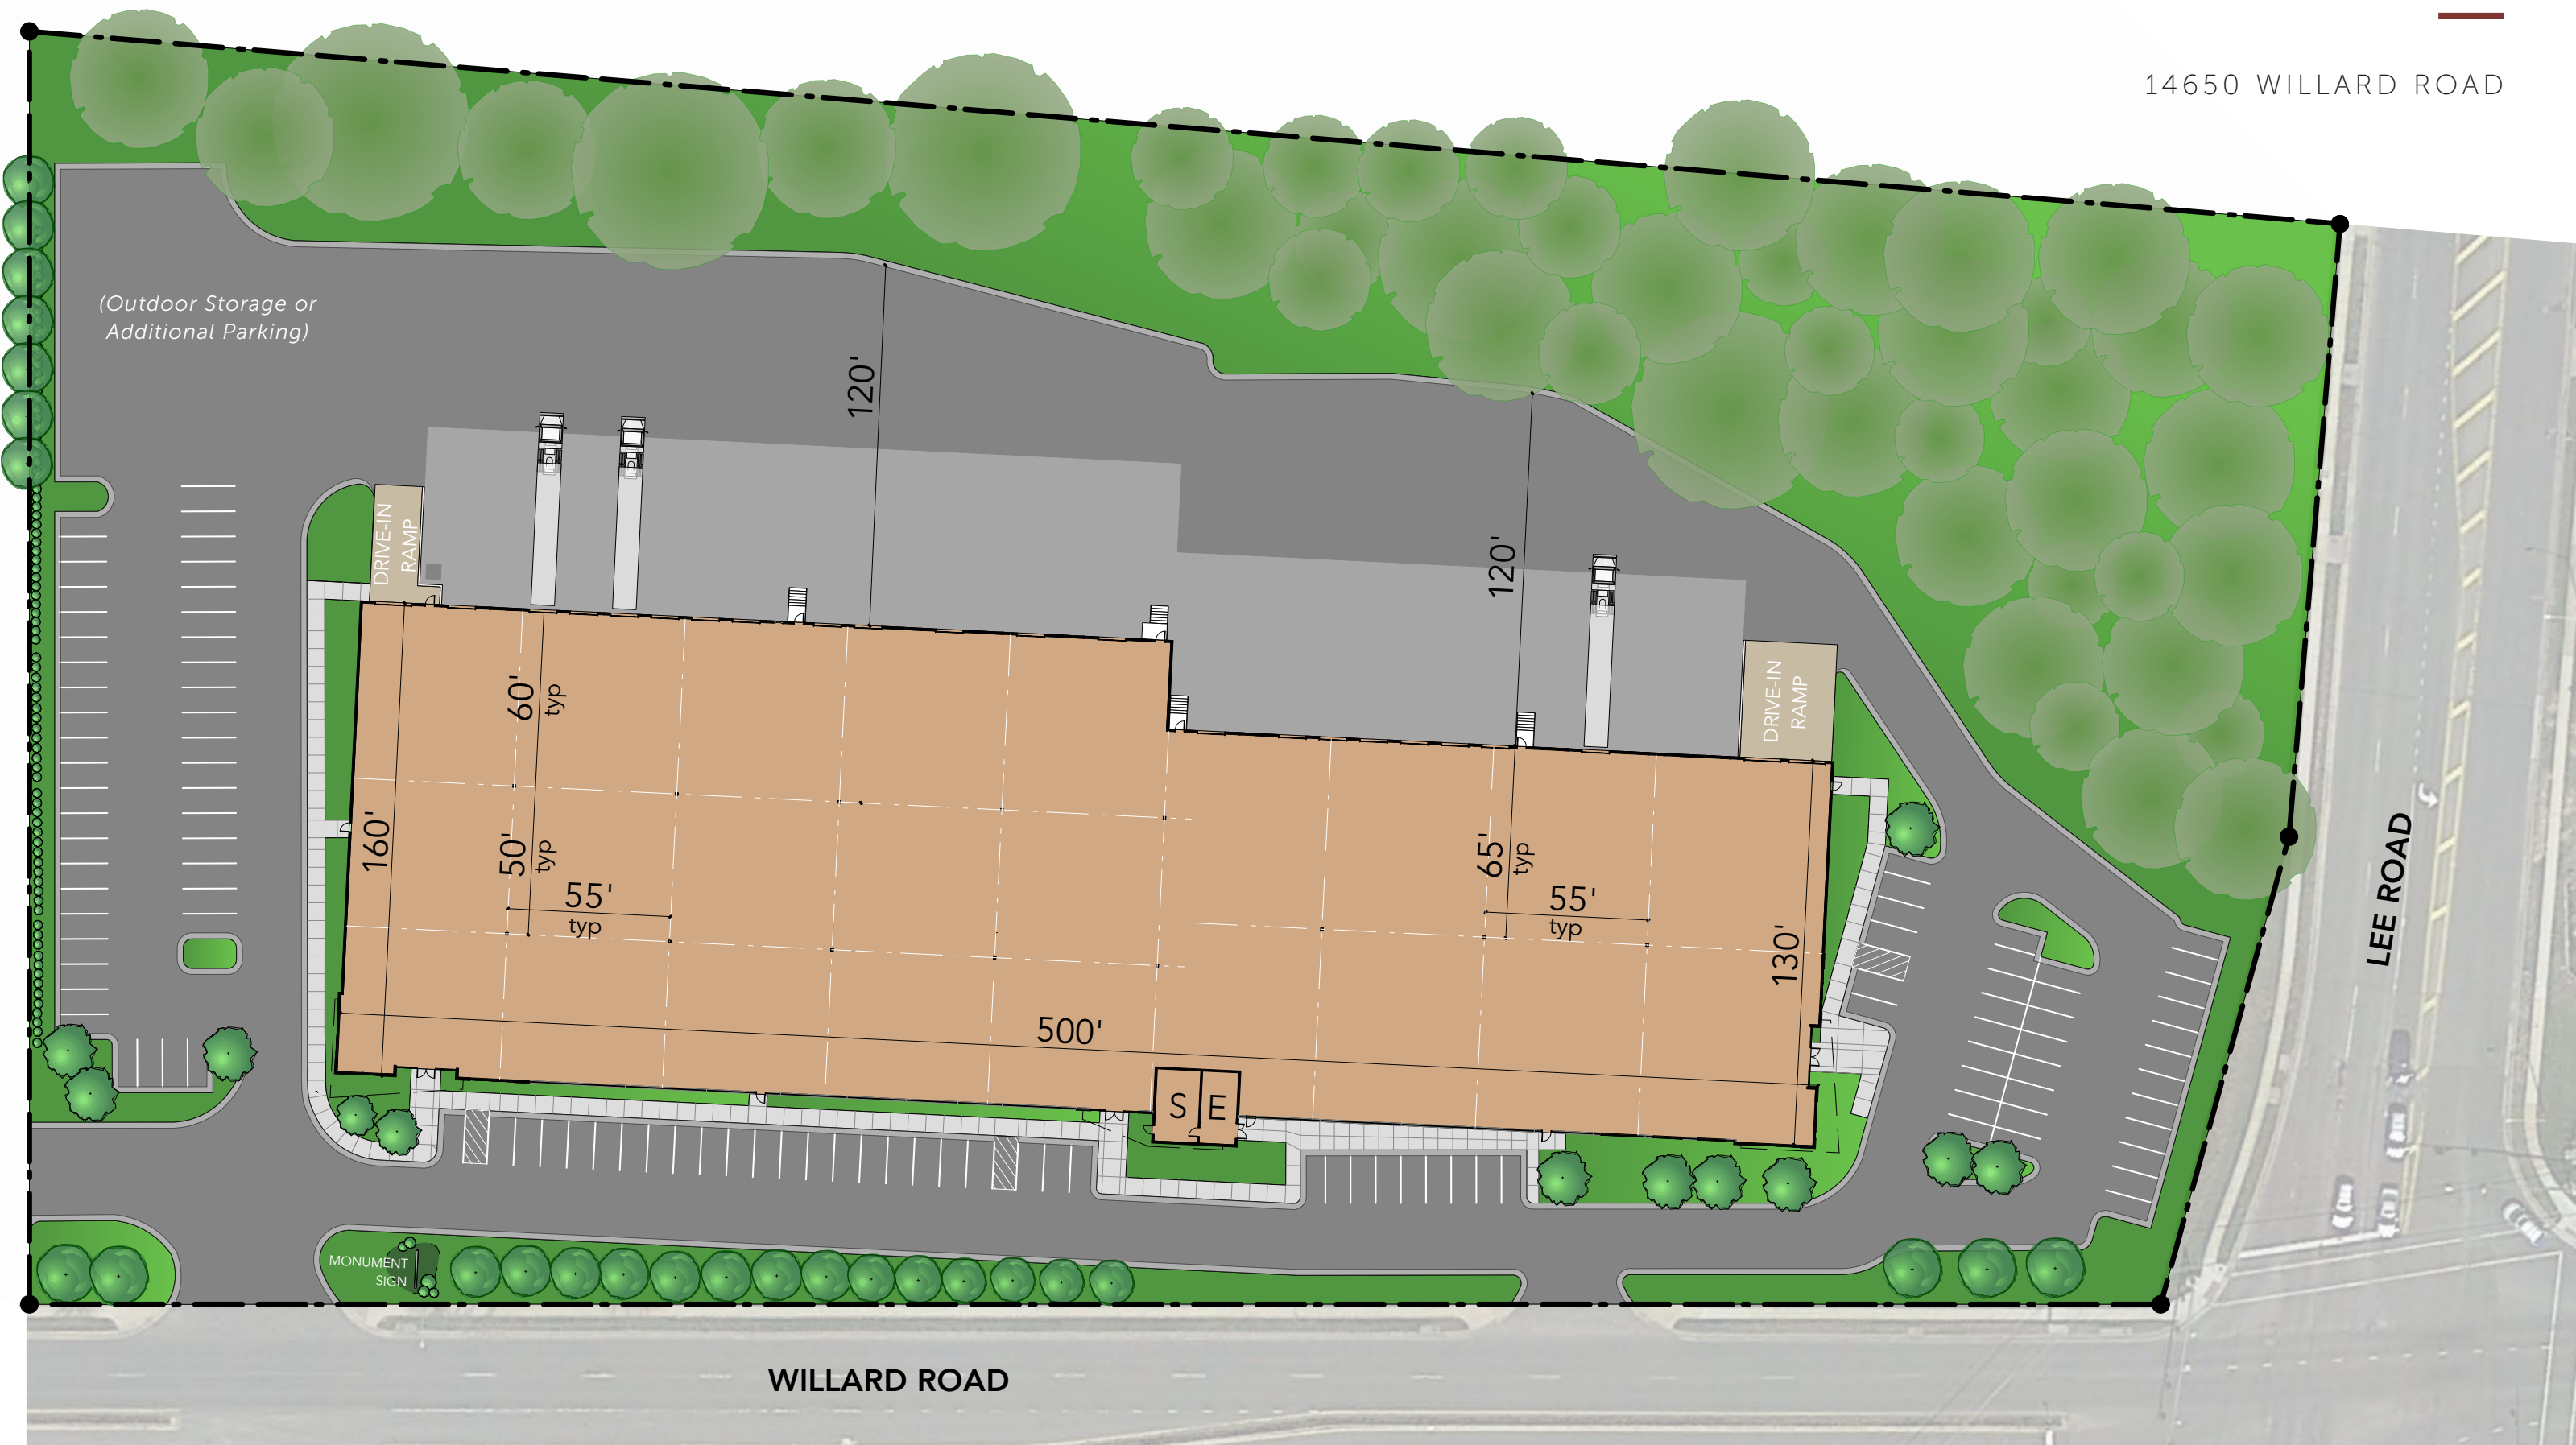 14650 WILLARD ROAD
(Outdoor Storage or
Additional Parking)
120'
120'
DRIVE-IN
RAMP
DRIVE-IN
RAMP
60'
typ
160'
50'
typ
55'
typ
65'
typ
55'
typ
130'
500'
S E
LEE ROAD
MONUMENT
SIGN
WILLARD ROAD